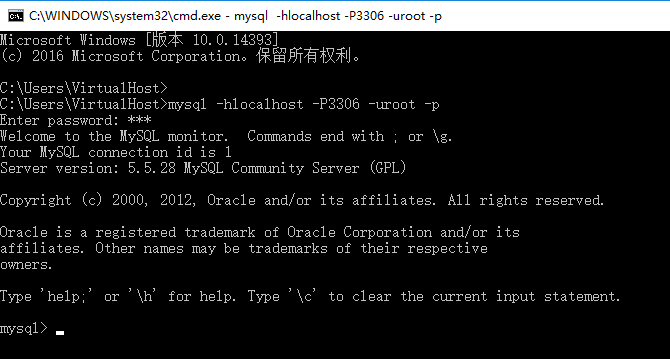 C:\WINDOWS\system32\cmd.exe - mysql  -hlocalhost -P3306 -uroot -p
Microsoft Windows [版本 10.0.14393]
(c) 2016 Microsoft Corporation。保留所有权利。
C:\Users\VirtualHost>
C:\Users\VirtualHost>mysql -hlocalhost -P3306 -uroot -p
Enter password: ***
Welcome to the MySQL monitor.  Commands end with ; or \g.
Your MySQL connection id is 1
Server version: 5.5.28 MySQL Community Server (GPL)
Copyright (c) 2000, 2012, Oracle and/or its affiliates. All rights reserved.
Oracle is a registered trademark of Oracle Corporation and/or its
affiliates. Other names may be trademarks of their respective
owners.
Type 'help;' or '\h' for help. Type '\c' to clear the current input statement.
mysql> _